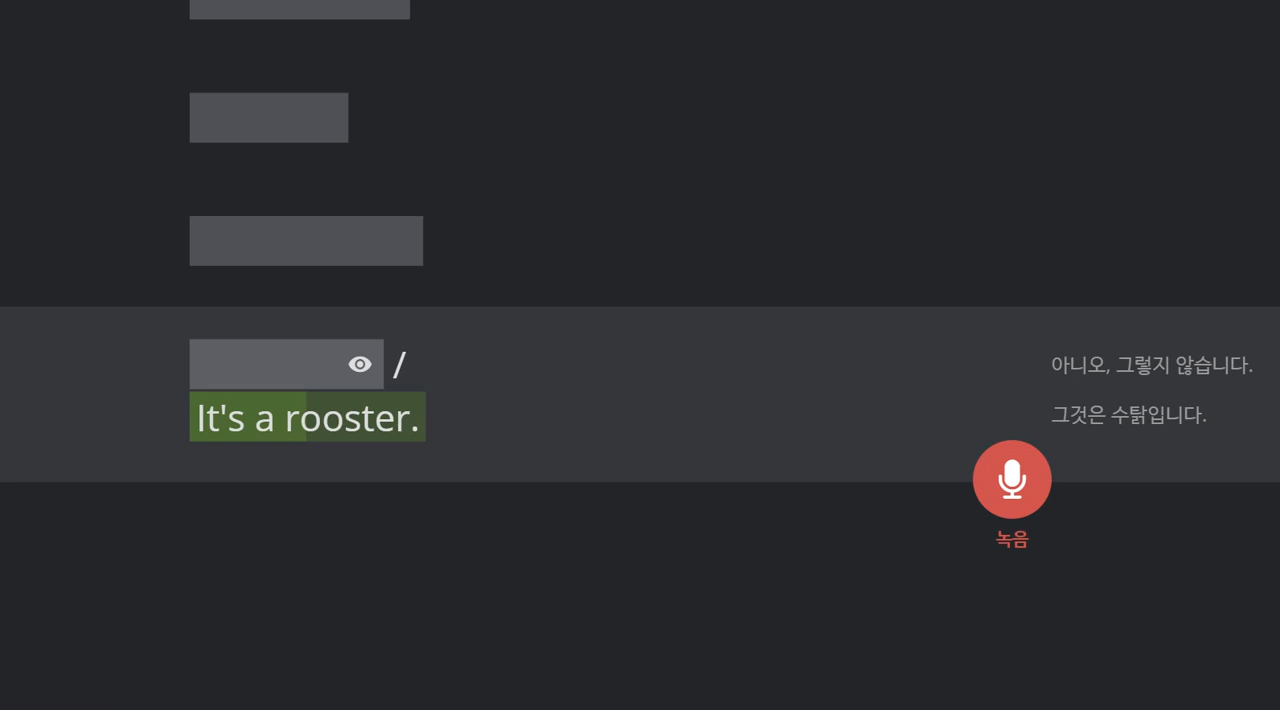 /
아니오, 그렇지 않습니다.
It's a rooster.
그것은 수탉입니다.
녹음